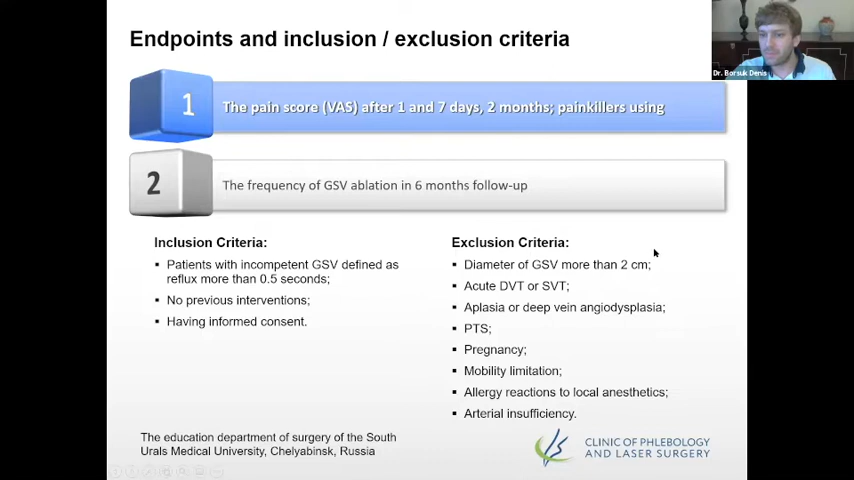 Endpoints and inclusion / exclusion criteria
Dr. Borsuk Denis
1
The pain score (VAS) after 1 and 7 days, 2 months; painkillers using
2
The frequency of GSV ablation in 6 months follow-up
Inclusion Criteria:
▪ Patients with incompetent GSV defined as
reflux more than 0.5 seconds;
▪ No previous interventions;
▪ Having informed consent.
Exclusion Criteria:
▪ Diameter of GSV more than 2 cm;
▪ Acute DVT or SVT;
▪ Aplasia or deep vein angiodysplasia;
▪ PTS;
▪ Pregnancy;
▪ Mobility limitation;
▪ Allergy reactions to local anesthetics;
▪ Arterial insufficiency.
The education department of surgery of the South
Urals Medical University, Chelyabinsk, Russia
CLINIC OF PHLEBOLOGY
AND LASER SURGERY